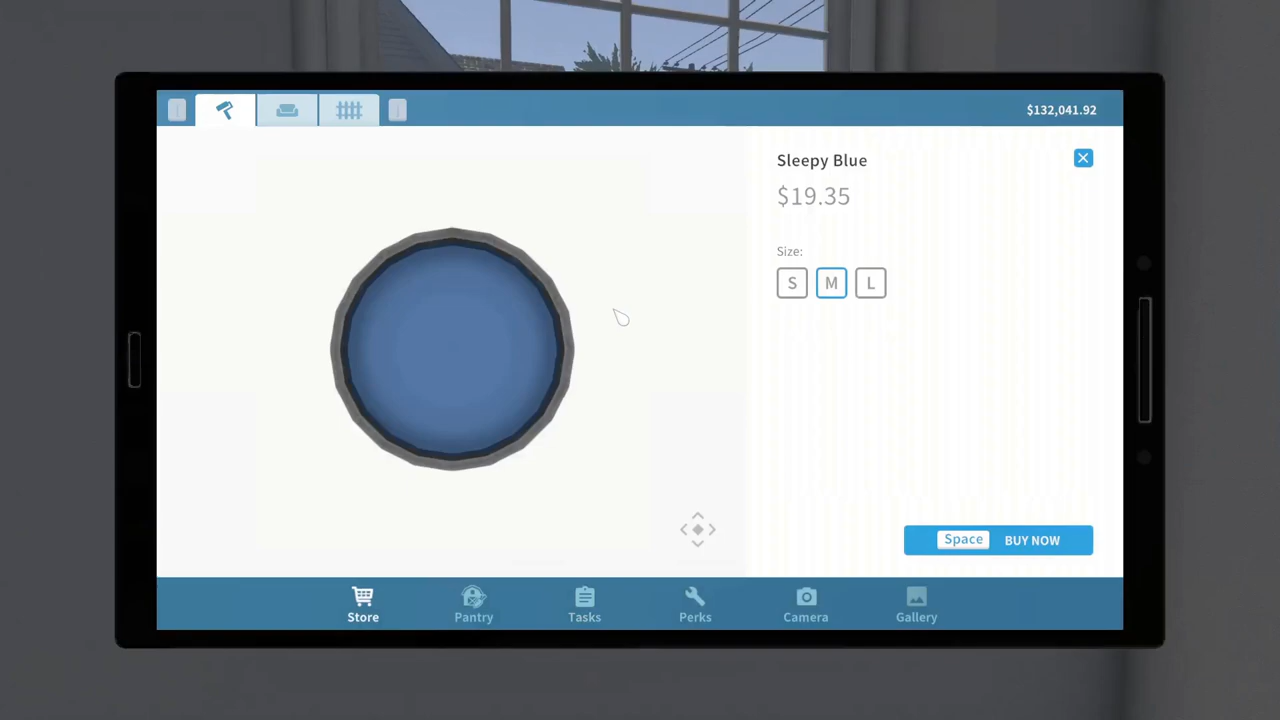 $132,041.92
Sleepy Blue
$19.35
Size:
S M L
Space BUY NOW
Store Pantry Tasks Perks Camera Gallery